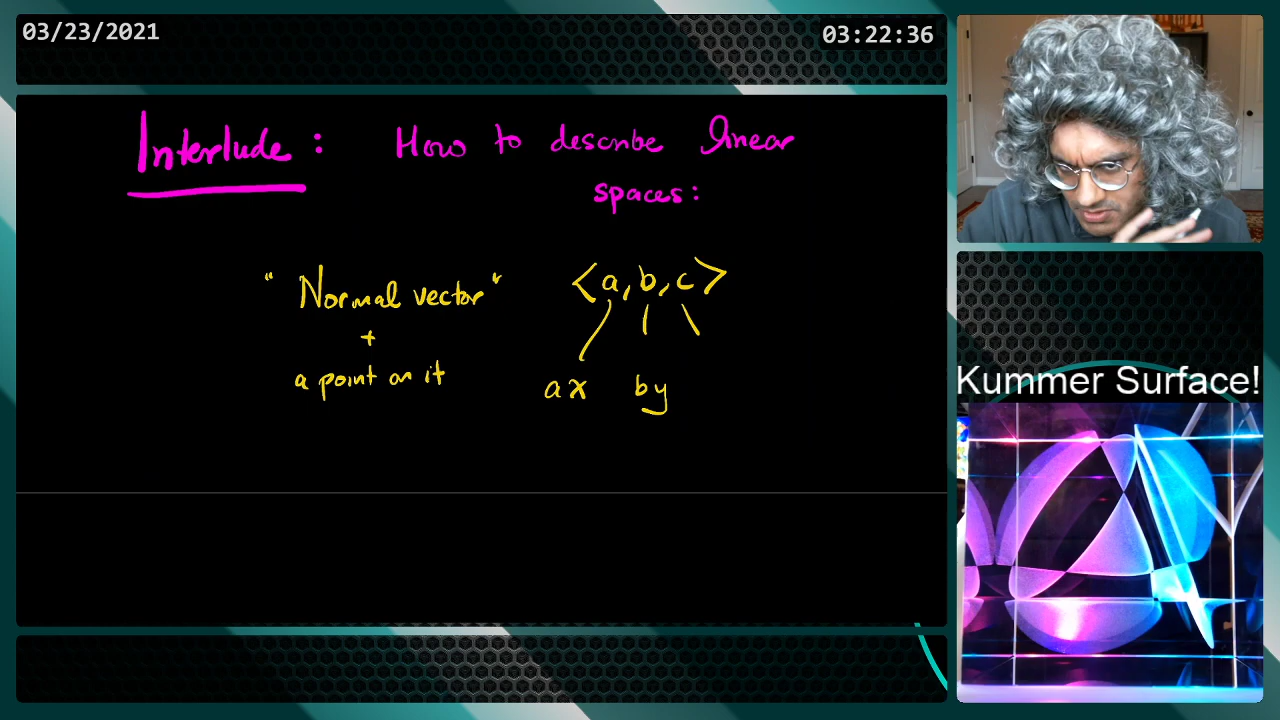 03/23/2021
03:22:36
Interlude: How to describe linear
spaces:
"Normal vector" <a,b,c>
+
a point on it
ax by
Kummer Surface!